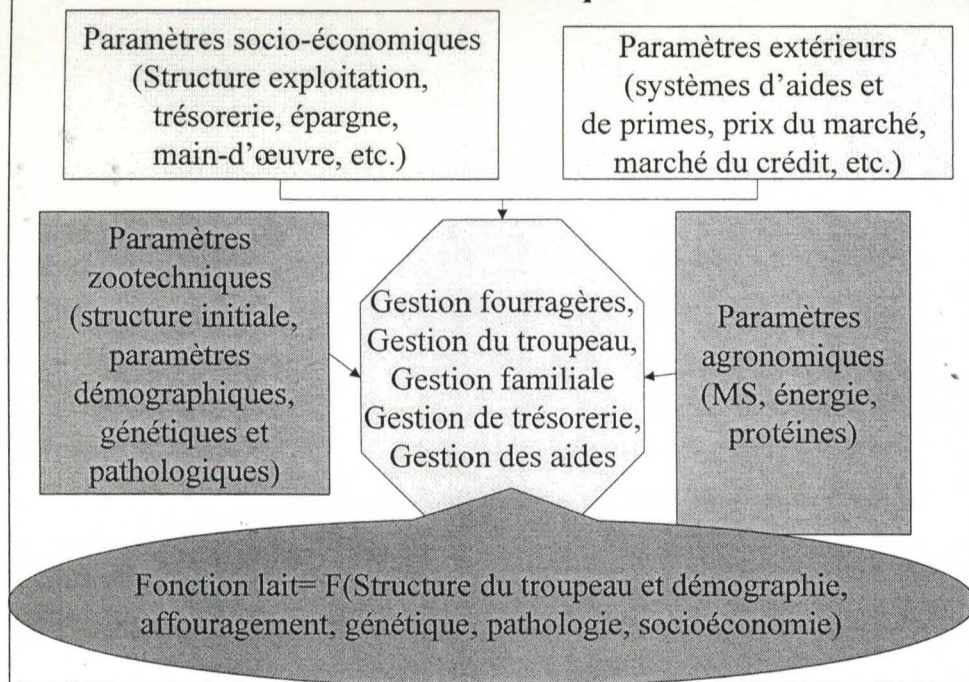 Paramètres socio-économiques
(Structure exploitation,
trésorerie, épargne,
main-d'œuvre, etc.)
Paramètres extérieurs
(systèmes d'aides et
de primes, prix du marché,
marché du crédit, etc.)
Paramètres
zootechniques
(structure initiale,
paramètres
démographiques,
génétiques et
pathologiques)
Gestion fourragères,
Gestion du troupeau,
Gestion familiale
Gestion de trésorerie,
Gestion des aides
Paramètres
agronomiques
(MS, énergie,
protéines)
Fonction lait= F(Structure du troupeau et démographie,
affouragement, génétique, pathologie, socioéconomie)